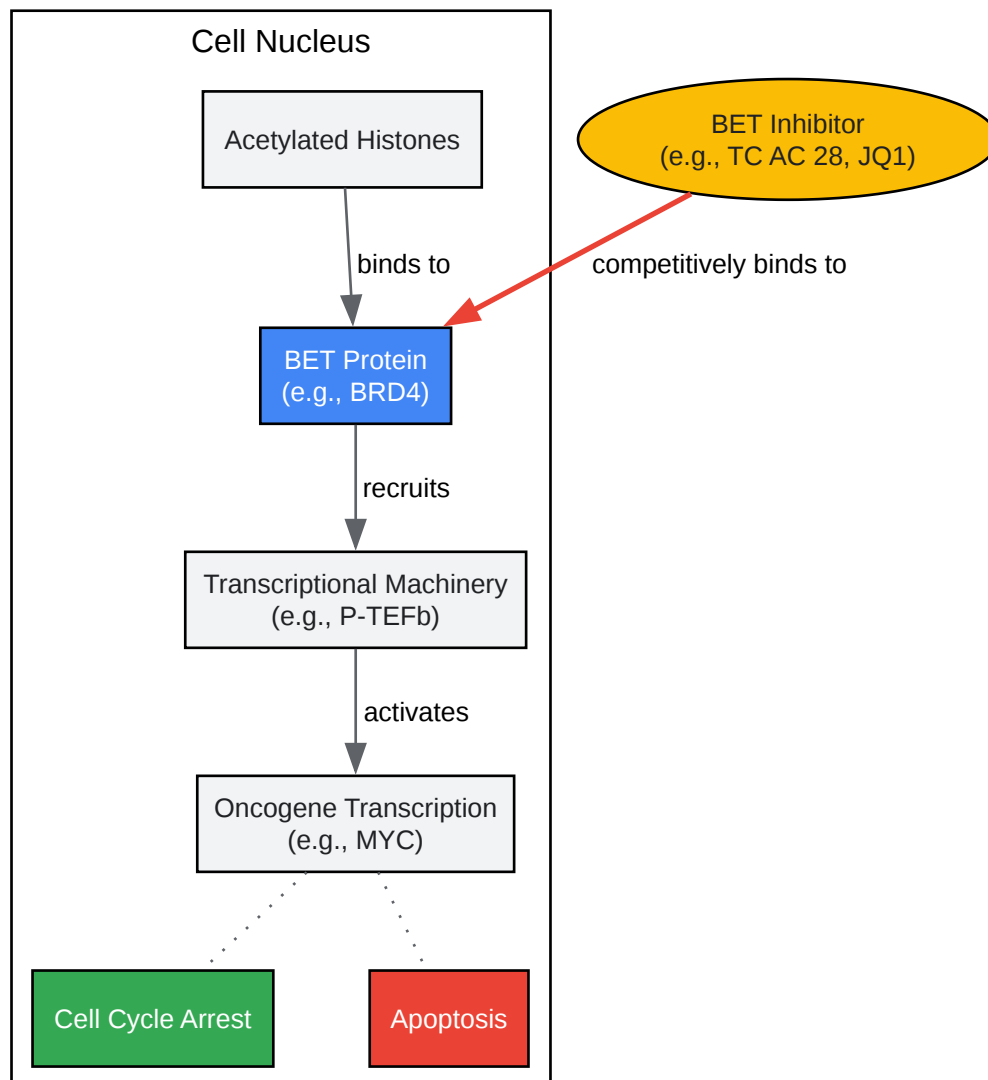 Cell Nucleus
Acetylated Histones
BET Inhibitor
(e.g., TC AC 28, JQ1)
binds to
competitively binds to
BET Protein
(e.g., BRD4)
recruits
Transcriptional Machinery
(e.g., P-TEFb)
activates
Oncogene Transcription
(e.g., MYC)
Cell Cycle Arrest
Apoptosis